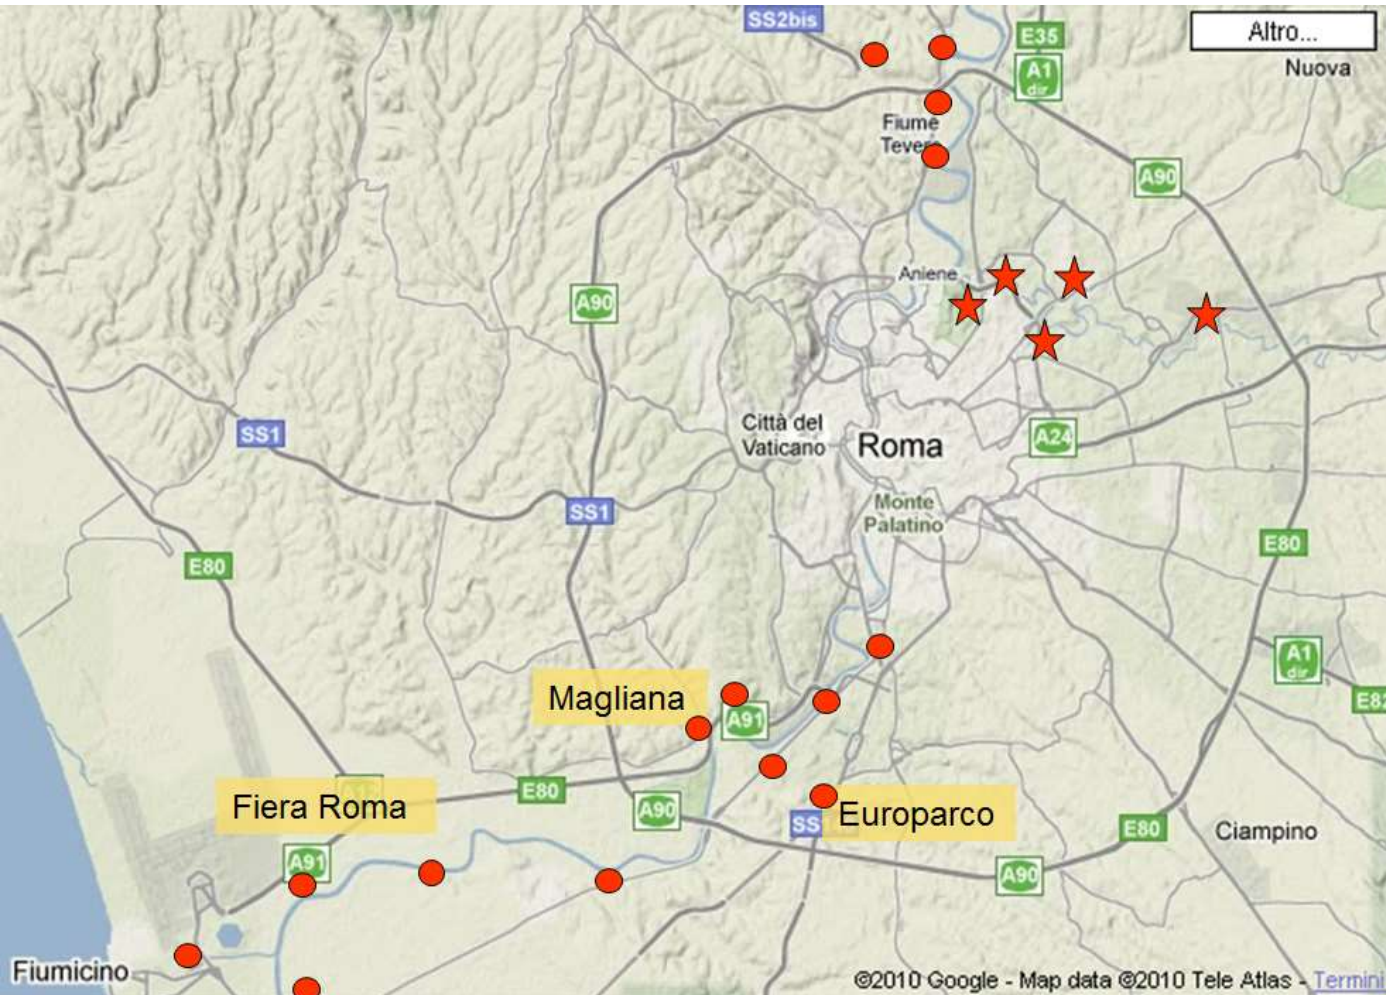 SS2bis
E35
Altro...
A1
dir
Nuova
Fiume
Tevere
A90
Aniene
A90
SS1
Città del
Vaticano
Roma
A24
SS1
Monte
Palatino
E80
E80
A1
dir
Magliana
A91
E82
Fiera Roma
E80
A90
SS
Europarco
E80
Ciampino
A91
A90
Fiumicino
©2010 Google - Map data ©2010 Tele Atlas - Termini